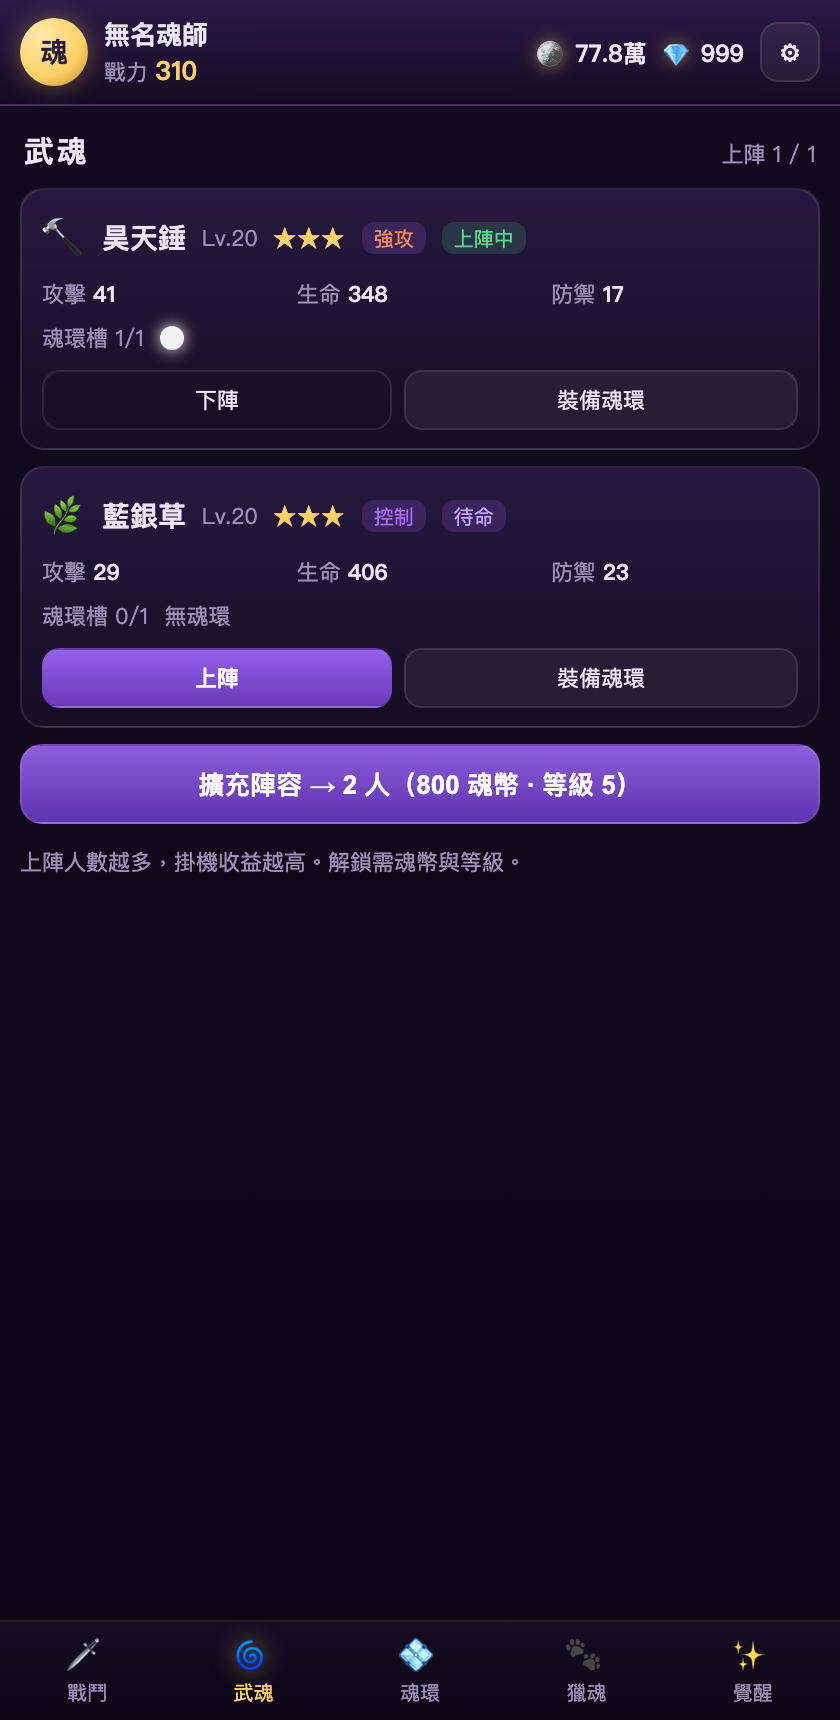 魂
無名魂師
戰力 310
77.8萬 999
武魂
上陣 1 / 1
昊天錘 Lv.20 ★★★ 強攻 上陣中
攻擊 41 生命 348 防禦 17
魂環槽 1/1
下陣 裝備魂環
藍銀草 Lv.20 ★★★ 控制 待命
攻擊 29 生命 406 防禦 23
魂環槽 0/1 無魂環
上陣 裝備魂環
擴充陣容 → 2 人（800 魂幣 · 等級 5）
上陣人數越多，掛機收益越高。解鎖需魂幣與等級。
戰鬥 武魂 魂環 獵魂 覺醒